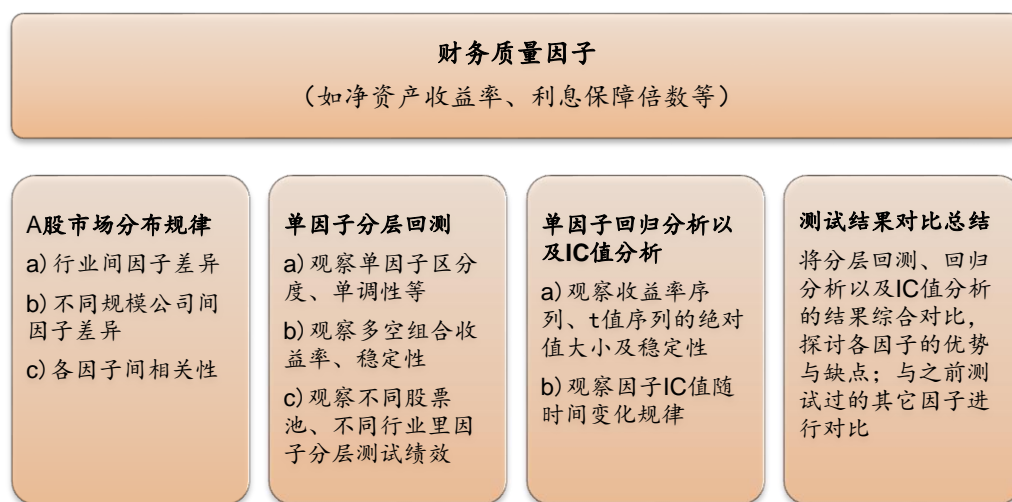 财务质量因子
（如净资产收益率、利息保障倍数等）
A股市场分布规律
a)行业间因子差异
b)不同规模公司间
因子差异
c)各因子间相关性
单因子分层回测
a)观察单因子区分
度、单调性等
b)观察多空组合收
益率、稳定性
c)观察不同股票
池、不同行业里因
子分层测试绩效
单因子回归分析以
及IC值分析
a)观察收益率序
列、t值序列的绝对
值大小及稳定性
b)观察因子IC值随
时间变化规律
测试结果对比总结
将分层回测、回归
分析以及IC值分析
的结果综合对比，
探讨各因子的优势
与缺点；与之前测
试过的其它因子进
行对比